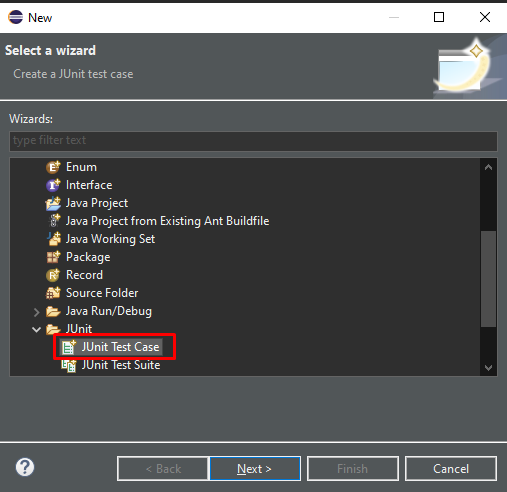 New
Select a wizard
Create a JUnit test case
Wizards:
type filter text
Enum
Interface
Java Project
Java Project from Existing Ant Buildfile
Java Working Set
Package
Record
Source Folder
Java Run/Debug
JUnit
JUnit Test Case
JUnit Test Suite
< Back Next > Finish Cancel